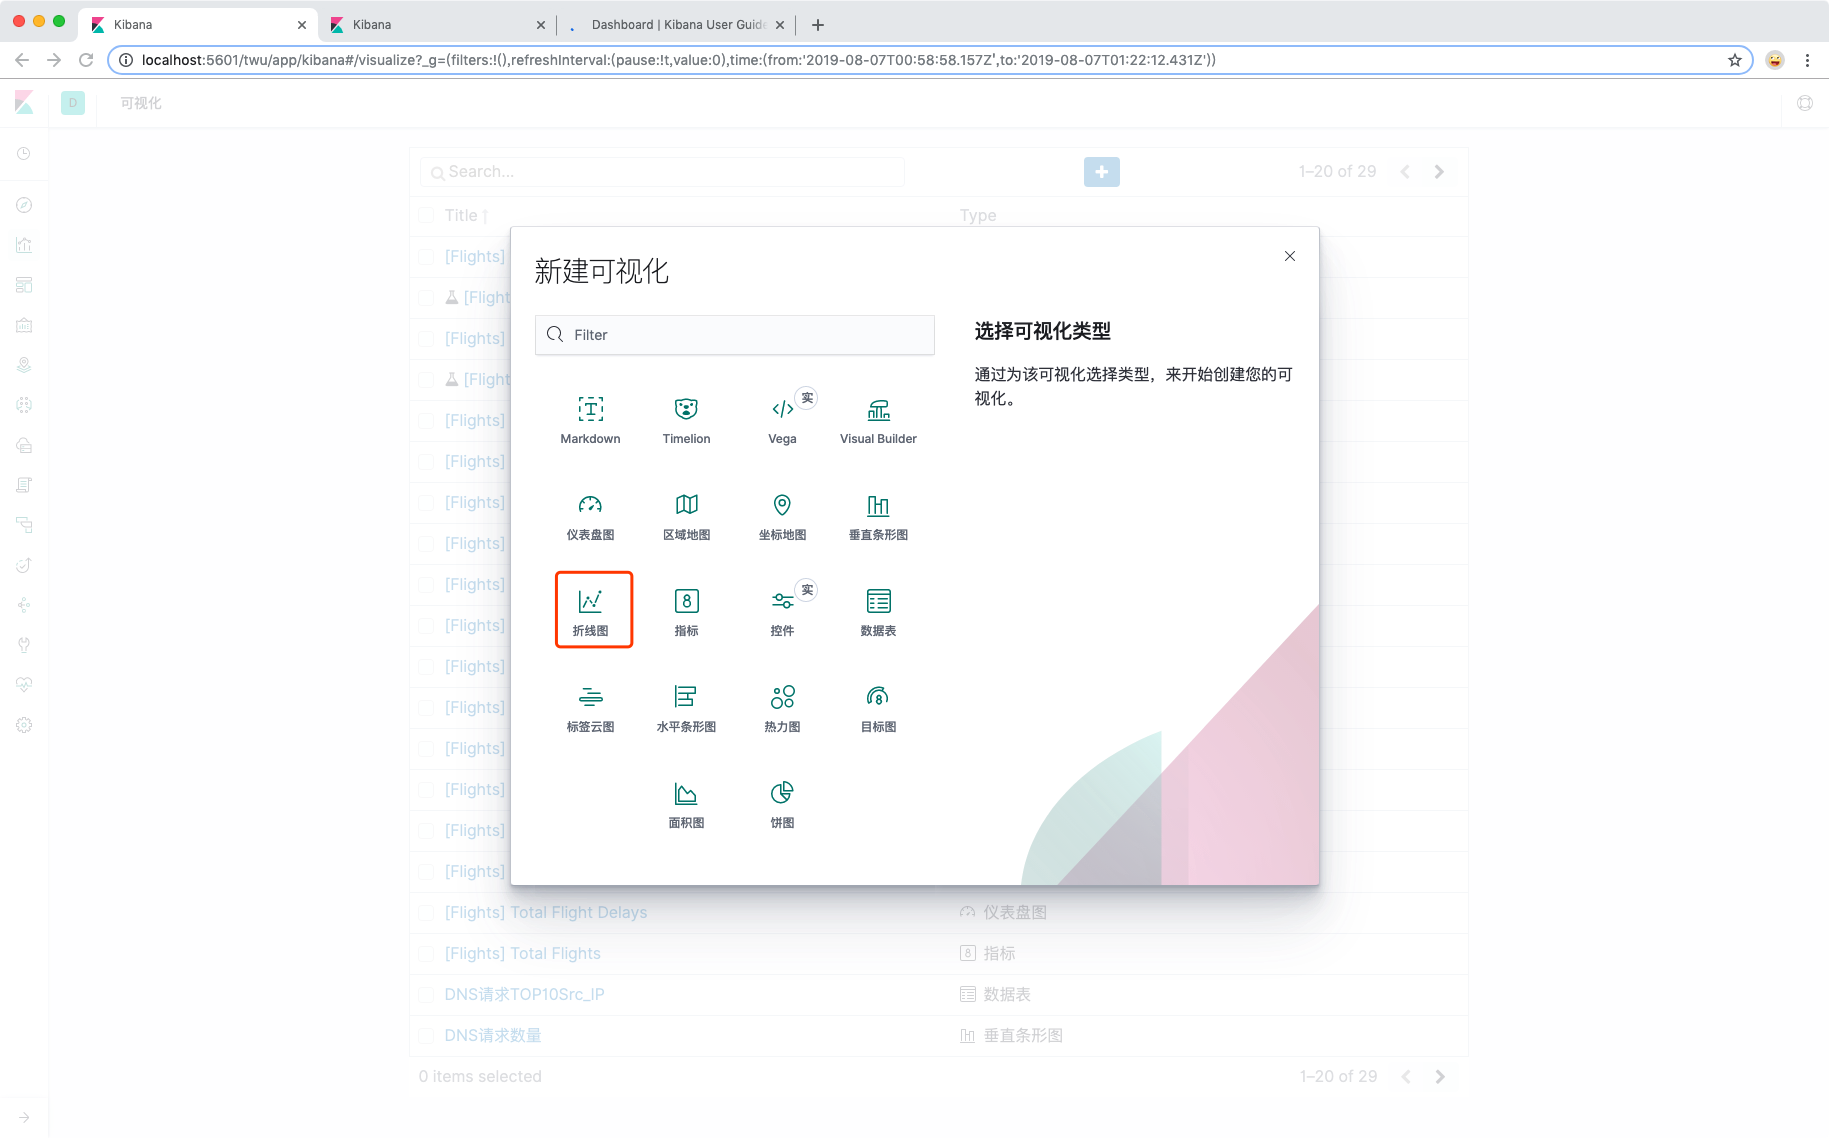 Kibana
Kibana
Dashboard | Kibana User Guide
localhost:5601/twu/app/kibana#/visualize?_g=(filters:!(),refreshInterval:(pause:!t,value:0),time:(from:'2019-08-07T00:58:58.157Z',to:'2019-08-07T01:22:12.431Z'))
D
可视化
Search...
1–20 of 29
Title
Type
[Flights]
[Flight
[Flights]
[Flight
[Flights]
[Flights]
[Flights]
[Flights]
[Flights]
[Flights]
[Flights]
[Flights]
[Flights]
[Flights]
[Flights]
[Flights]
新建可视化
Filter
选择可视化类型
通过为该可视化选择类型，来开始创建您的可
视化。
Markdown
Timelion
实
Vega
Visual Builder
仪表盘图
区域地图
坐标地图
垂直条形图
折线图
8
指标
实
控件
数据表
标签云图
水平条形图
热力图
8
目标图
面积图
饼图
[Flights] Total Flight Delays
仪表盘图
[Flights] Total Flights
8
指标
DNS请求TOP10Src_IP
数据表
DNS请求数量
垂直条形图
0 items selected
1–20 of 29